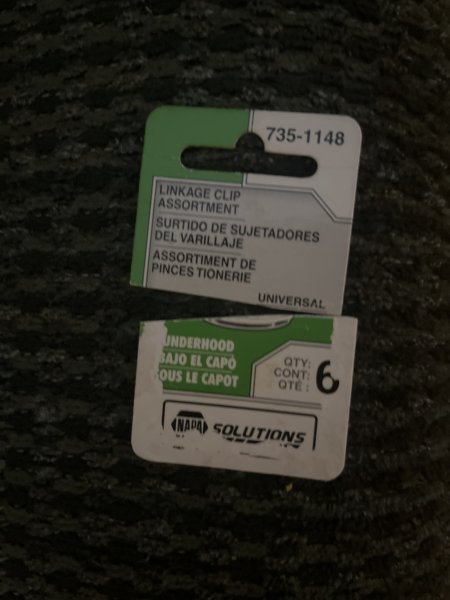 735-1148
LINKAGE CLIP
ASSORTMENT
SURTIDO DE SUJETADORES
DEL VARILLAJE
ASSORTIMENT DE
PINCES TIONERIE
UNIVERSAL
UNDERHOOD
BAJO EL CAPÓ
SOUS LE CAPOT
QTY:
CONT:
QTÉ :
6
NAPA SOLUTIONS